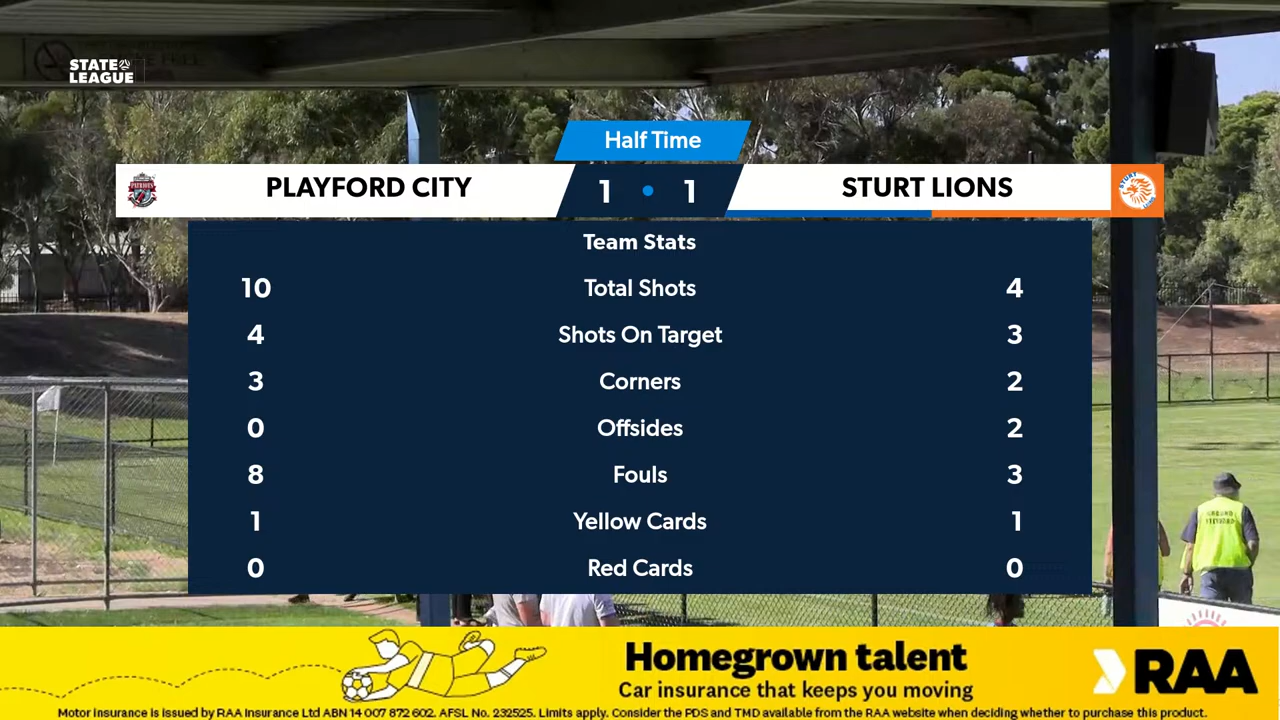 STATE
LEAGUE
Half Time
PATRIOTS
PLAYFORD CITY
1 • 1
STURT LIONS
STURT
LIONS
Team Stats
10 Total Shots 4
4 Shots On Target 3
3 Corners 2
0 Offsides 2
8 Fouls 3
1 Yellow Cards 1
0 Red Cards 0
GROUND
Homegrown talent
Car insurance that keeps you moving
RAA
Motor insurance is issued by RAA Insurance Ltd ABN 14 007 872 602. AFSL No. 232525. Limits apply. Consider the PDS and TMD available from the RAA website when deciding whether to purchase this product.